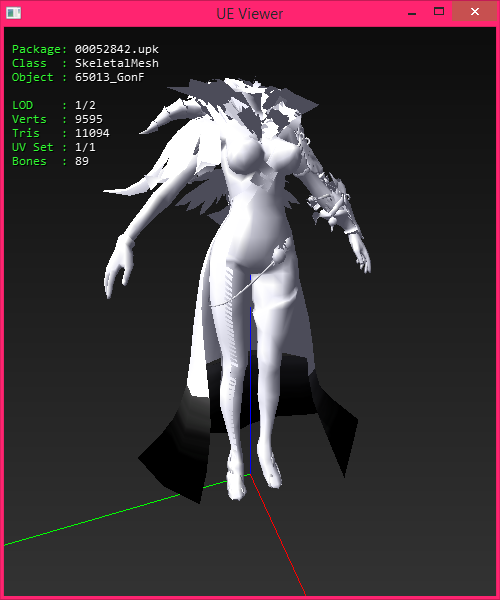 UE Viewer
Package: 00052842.upk
Class  : SkeletalMesh
Object : 65013_GonF
LOD    : 1/2
Verts  : 9595
Tris   : 11094
UV Set : 1/1
Bones  : 89